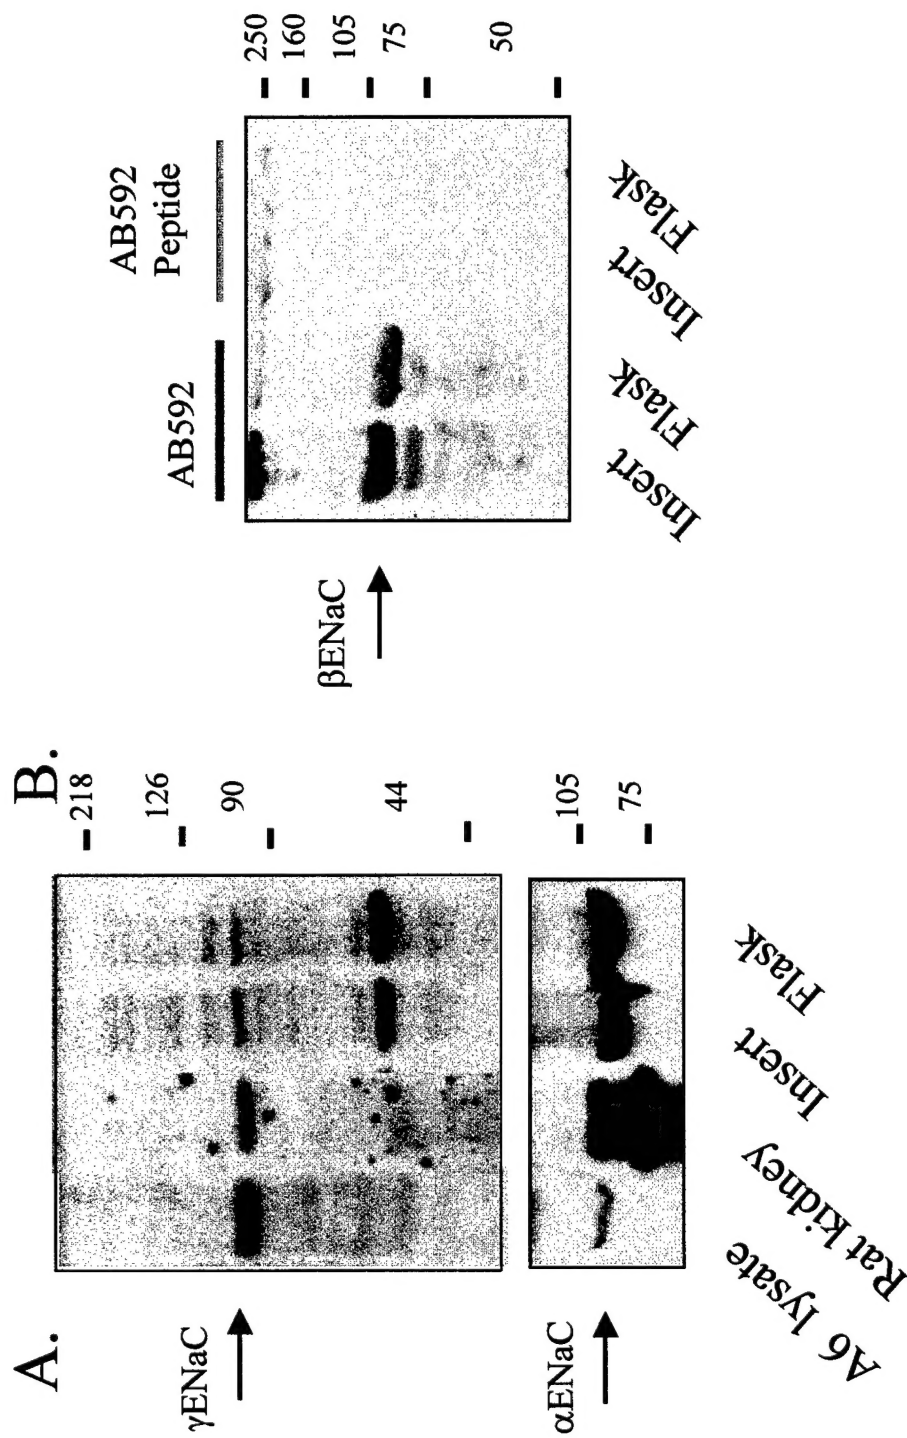 A.
γENaC
218
126
90
44
αENaC
105
75
A6 lysate
Rat kidney
Insert
Flask
B.
AB592
AB592
Peptide
βENaC
250
160
105
75
50
Insert
Flask
Insert
Flask